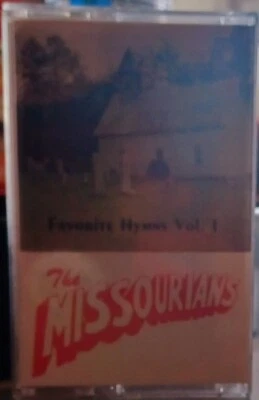 Favorite Hymns Vol. 1
The
MISSOURIANS